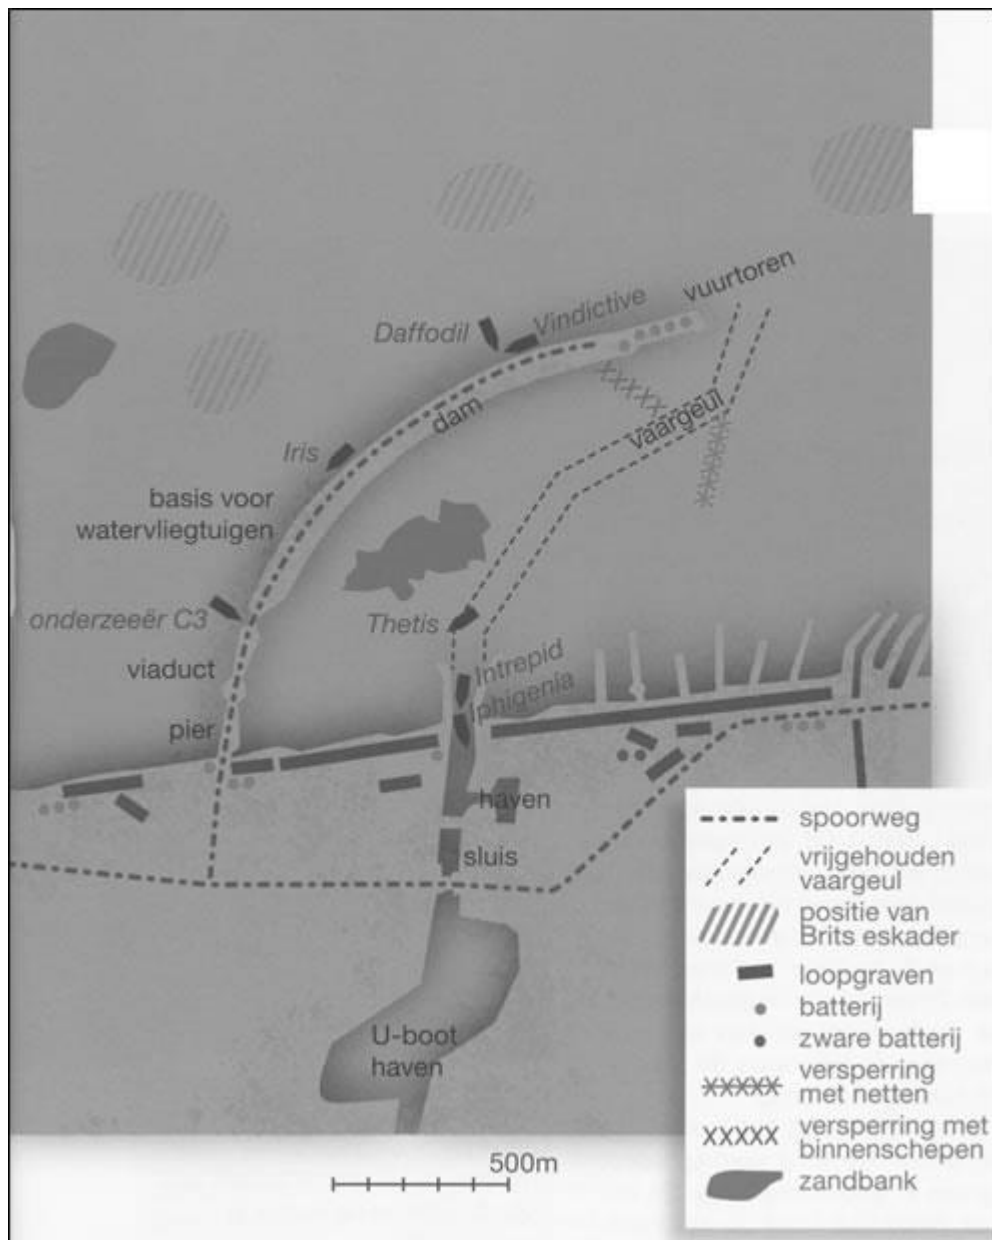 vuurtoren
Vindictive
Daffodil
dam
vaargeul
Iris
basis voor
watervliegtuigen
onderzeeër C3
Thetis
viaduct
Intrepid
Iphigenia
pier
haven
sluis
U-boot
haven
spoorweg
vrijgehouden
vaargeul
positie van
Brits eskader
loopgraven
batterij
zware batterij
versperring
met netten
versperring met
binnenschepen
zandbank
500m